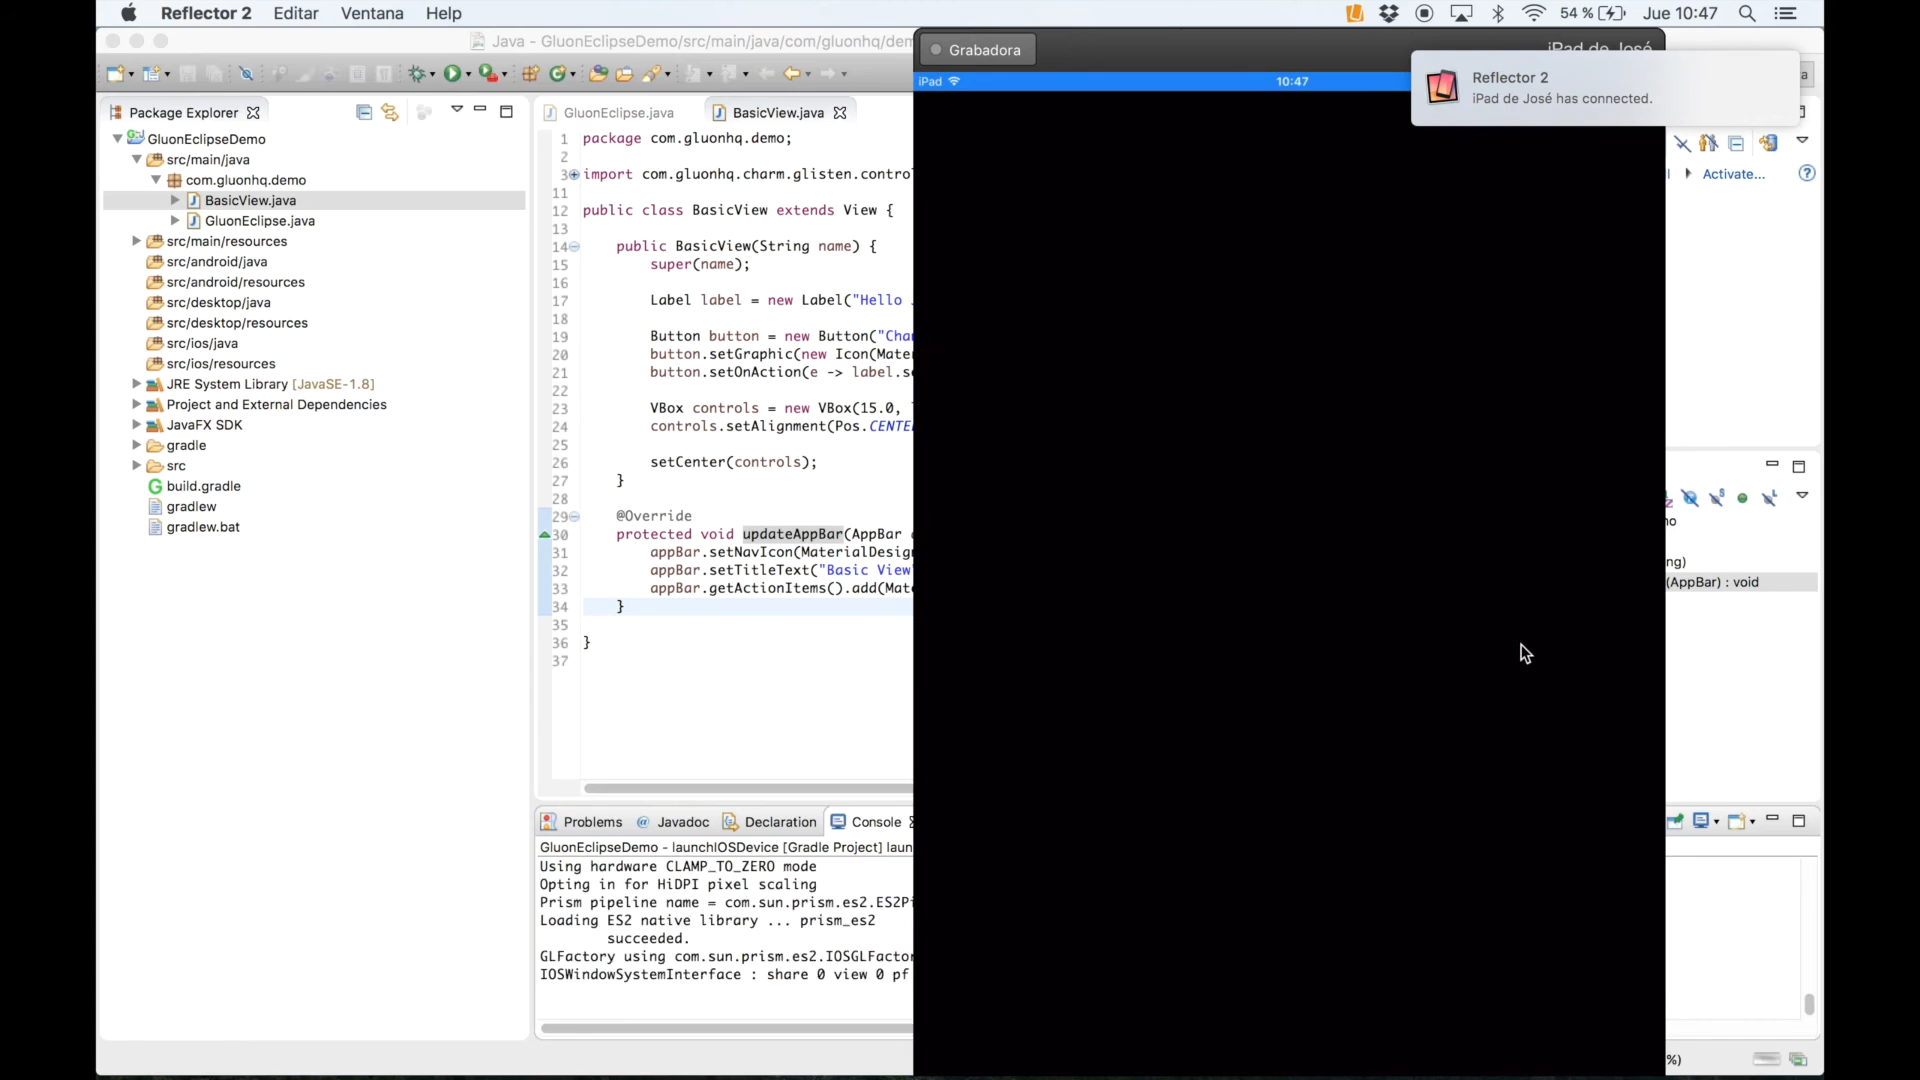 Reflector 2 Editar Ventana Help 54 % Jue 10:47
Java - GluonEclipseDemo/src/main/java/com/gluonhq/dem
Grabadora
iPad de José
iPad 10:47
Reflector 2
iPad de José has connected.
Package Explorer
GluonEclipseDemo
src/main/java
com.gluonhq.demo
BasicView.java
GluonEclipse.java
src/main/resources
src/android/java
src/android/resources
src/desktop/java
src/desktop/resources
src/ios/java
src/ios/resources
JRE System Library [JavaSE-1.8]
Project and External Dependencies
JavaFX SDK
gradle
src
build.gradle
gradlew
gradlew.bat
GluonEclipse.java BasicView.java
1 package com.gluonhq.demo;
2
3 import com.gluonhq.charm.glisten.contro
11
12 public class BasicView extends View {
13
14 public BasicView(String name) {
15 super(name);
16
17 Label label = new Label("Hello
18
19 Button button = new Button("Cha
20 button.setGraphic(new Icon(Mate
21 button.setOnAction(e -> label.s
22
23 VBox controls = new VBox(15.0,
24 controls.setAlignment(Pos.CENTE
25
26 setCenter(controls);
27 }
28
29 @Override
30 protected void updateAppBar(AppBar
31 appBar.setNavIcon(MaterialDesig
32 appBar.setTitleText("Basic View"
33 appBar.getActionItems().add(Mat
34 }
35
36 }
37
Activate...
ng)
(AppBar) : void
Problems @ Javadoc Declaration Console
GluonEclipseDemo - launchIOSDevice [Gradle Project] laun
Using hardware CLAMP_TO_ZERO mode
Opting in for HiDPI pixel scaling
Prism pipeline name = com.sun.prism.es2.ES2Pi
Loading ES2 native library ... prism_es2
succeeded.
GLFactory using com.sun.prism.es2.IOSGLFactor
IOSWindowSystemInterface : share 0 view 0 pf
%)